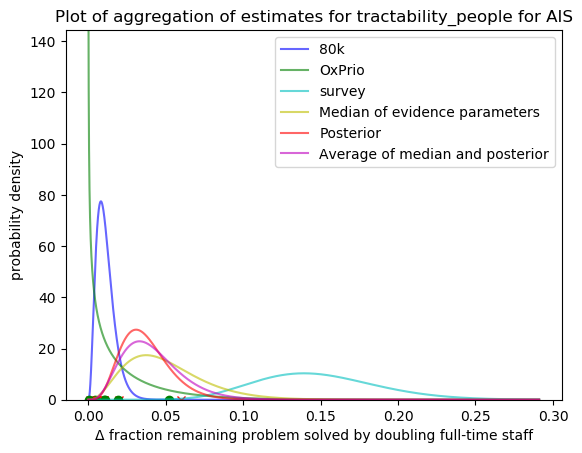 Plot of aggregation of estimates for tractability_people for AIS
probability density
140
120
100
80
60
40
20
0
80k
OxPrio
survey
Median of evidence parameters
Posterior
Average of median and posterior
0.00 0.05 0.10 0.15 0.20 0.25 0.30
Δ fraction remaining problem solved by doubling full-time staff